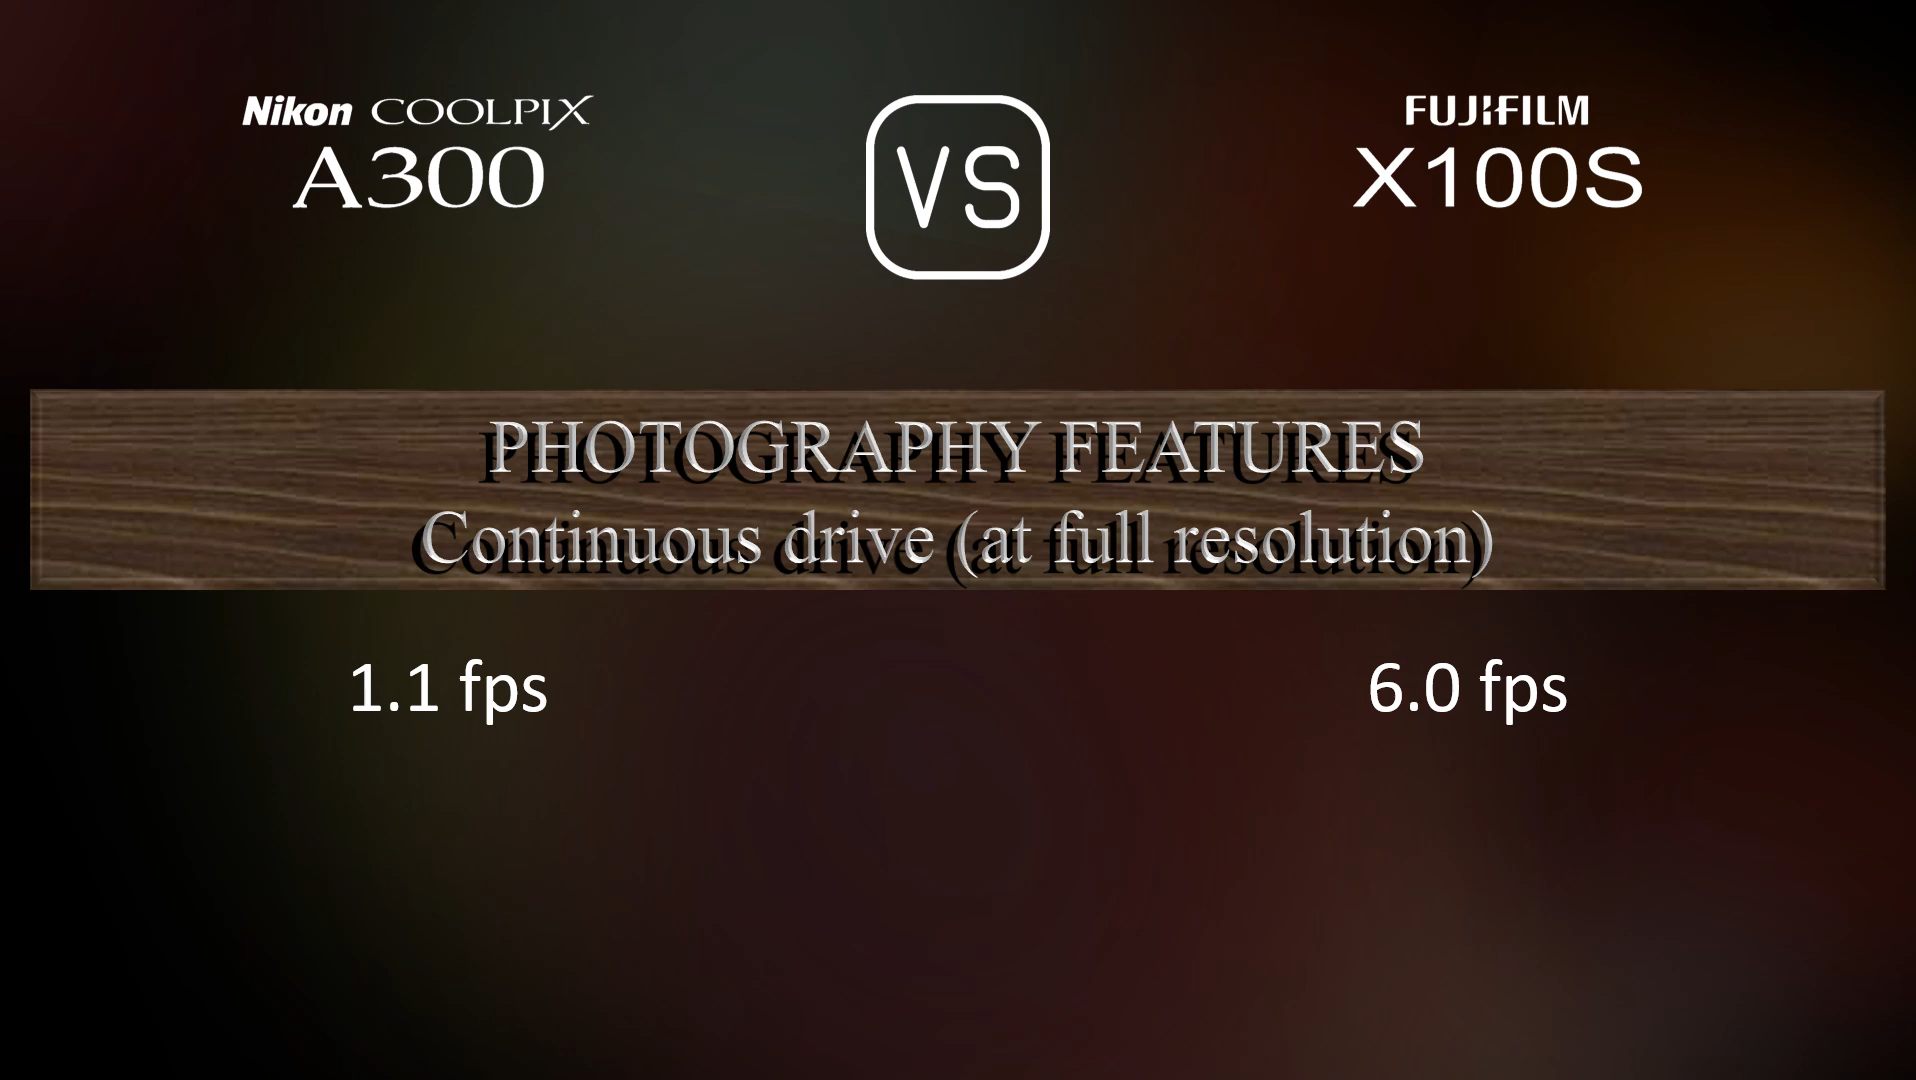 Nikon COOLPIX
A300
VS
FUJIFILM
X100S
PHOTOGRAPHY FEATURES
Continuous drive (at full resolution)
1.1 fps
6.0 fps